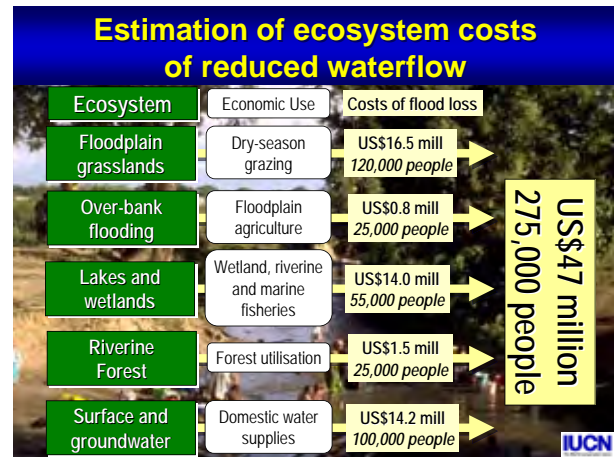 Estimation of ecosystem costs
of reduced waterflow
Ecosystem
Economic Use
Costs of flood loss
Floodplain
grasslands
Dry-season
grazing
US$16.5 mill
120,000 people
Over-bank
flooding
Floodplain
agriculture
US$0.8 mill
25,000 people
Lakes and
wetlands
Wetland, riverine
and marine
fisheries
US$14.0 mill
55,000 people
Riverine
Forest
Forest utilisation
US$1.5 mill
25,000 people
Surface and
groundwater
Domestic water
supplies
US$14.2 mill
100,000 people
US$47 million
275,000 people
IUCN